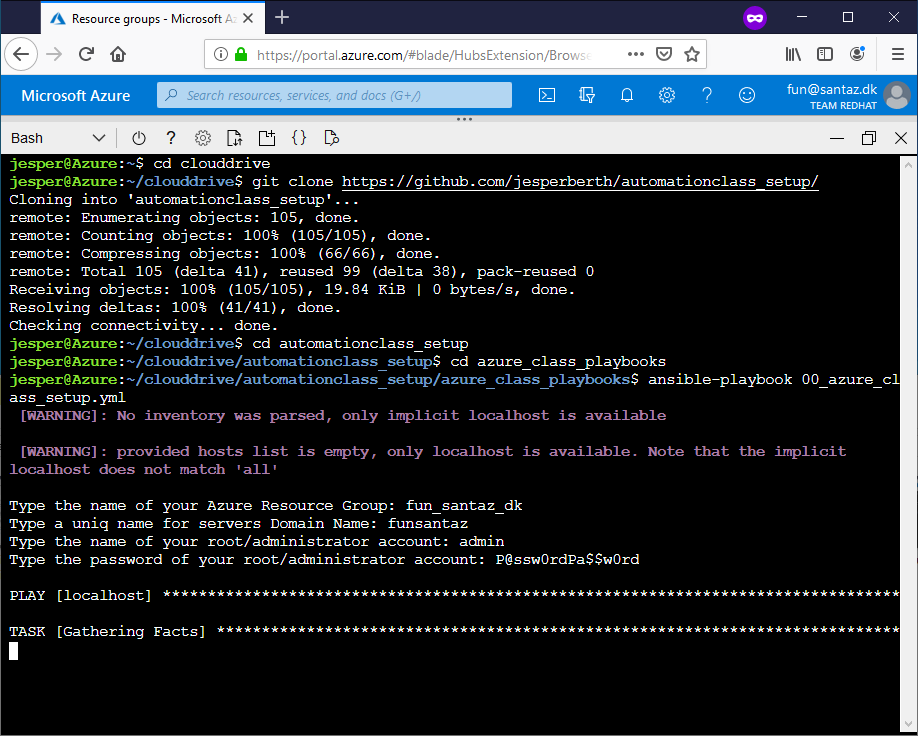 Resource groups - Microsoft Az
https://portal.azure.com/#blade/HubsExtension/Browse
Microsoft Azure
Search resources, services, and docs (G+/)
fun@santaz.dk
TEAM REDHAT
Bash
jesper@Azure:~$ cd clouddrive
jesper@Azure:~/clouddrive$ git clone https://github.com/jesperberth/automationclass_setup/
Cloning into 'automationclass_setup'...
remote: Enumerating objects: 105, done.
remote: Counting objects: 100% (105/105), done.
remote: Compressing objects: 100% (66/66), done.
remote: Total 105 (delta 41), reused 99 (delta 38), pack-reused 0
Receiving objects: 100% (105/105), 19.84 KiB | 0 bytes/s, done.
Resolving deltas: 100% (41/41), done.
Checking connectivity... done.
jesper@Azure:~/clouddrive$ cd automationclass_setup
jesper@Azure:~/clouddrive/automationclass_setup$ cd azure_class_playbooks
jesper@Azure:~/clouddrive/automationclass_setup/azure_class_playbooks$ ansible-playbook 00_azure_cl
ass_setup.yml
[WARNING]: No inventory was parsed, only implicit localhost is available
[WARNING]: provided hosts list is empty, only localhost is available. Note that the implicit
localhost does not match 'all'
Type the name of your Azure Resource Group: fun_santaz_dk
Type a uniq name for servers Domain Name: funsantaz
Type the name of your root/administrator account: admin
Type the password of your root/administrator account: P@ssw0rdPa$$w0rd
PLAY [localhost] **********************************************************************************
TASK [Gathering Facts] ****************************************************************************